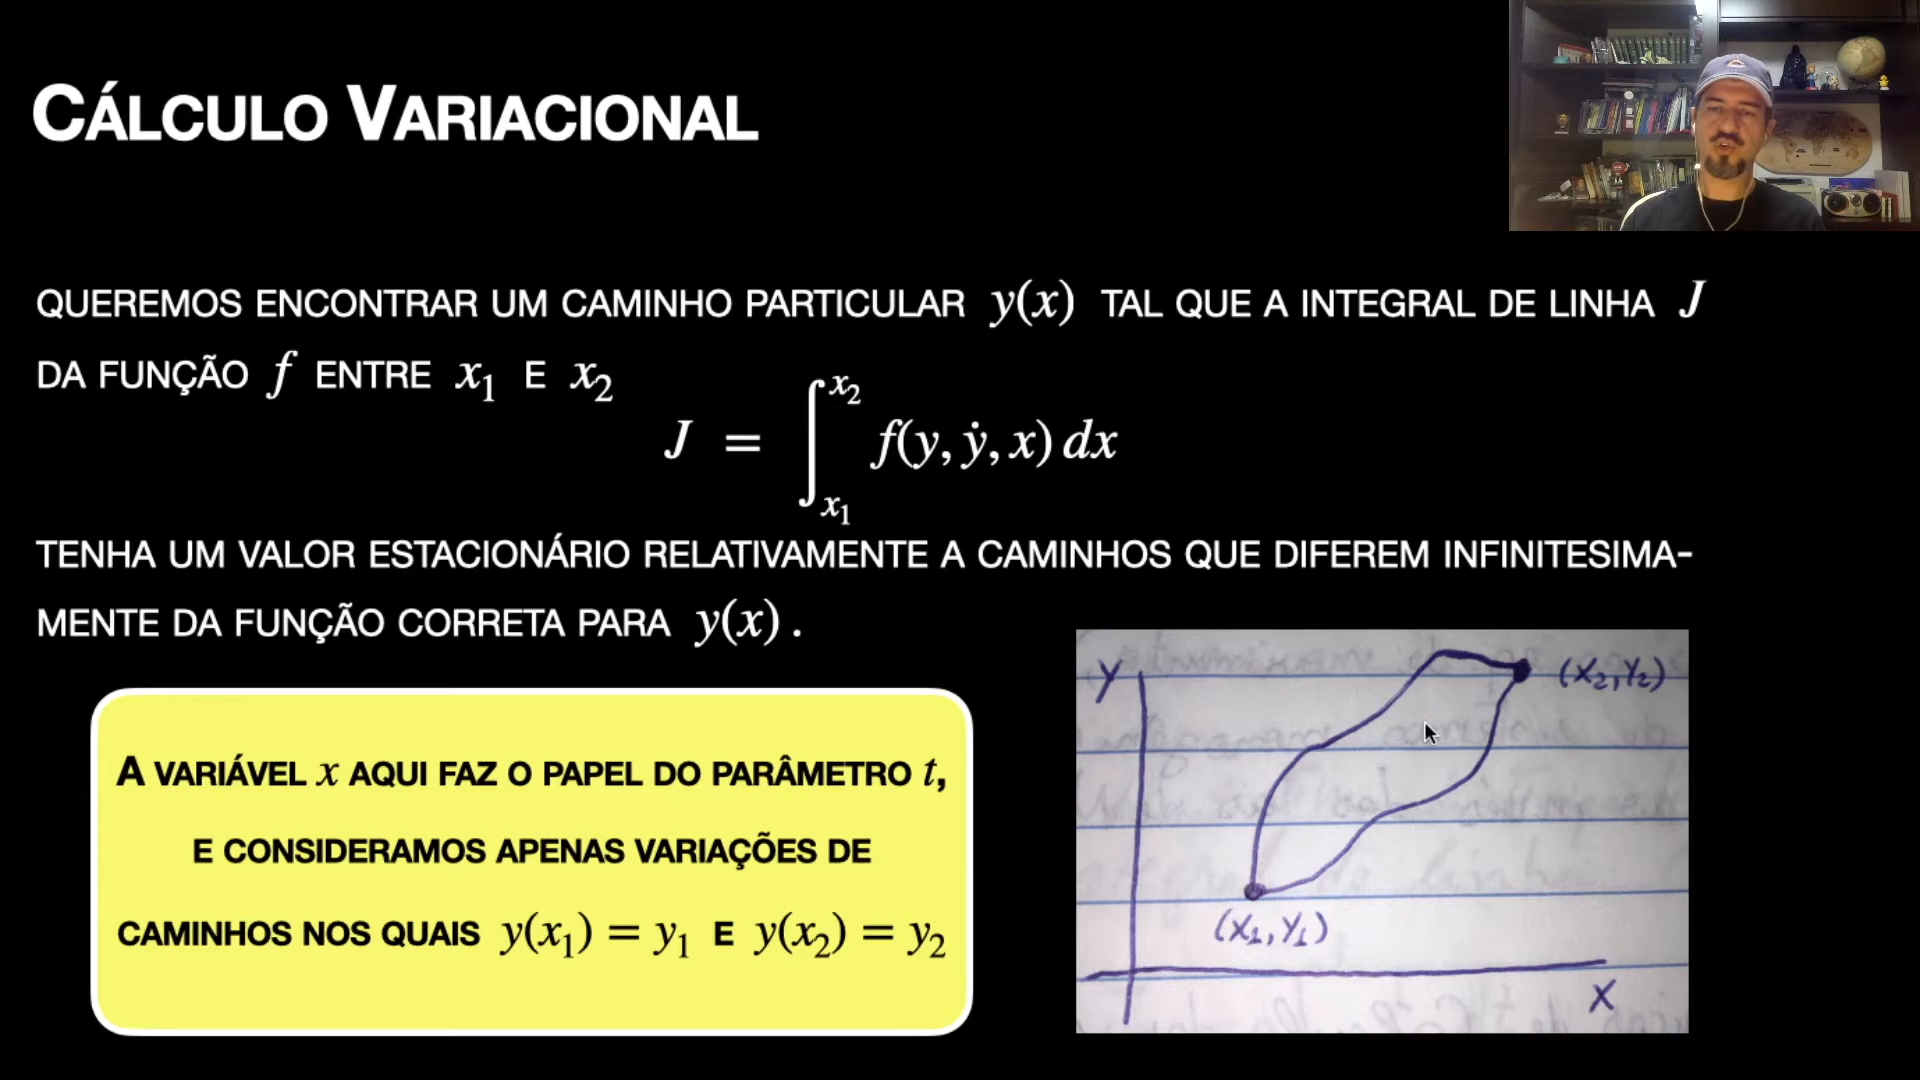 CÁLCULO VARIACIONAL
QUEREMOS ENCONTRAR UM CAMINHO PARTICULAR y(x) TAL QUE A INTEGRAL DE LINHA J
DA FUNÇÃO f ENTRE x₁ E x₂
J = ∫_{x₁}^{x₂} f(y, ẏ, x) dx
TENHA UM VALOR ESTACIONÁRIO RELATIVAMENTE A CAMINHOS QUE DIFEREM INFINITESIMA-
MENTE DA FUNÇÃO CORRETA PARA y(x) .
A VARIÁVEL x AQUI FAZ O PAPEL DO PARÂMETRO t,
E CONSIDERAMOS APENAS VARIAÇÕES DE
CAMINHOS NOS QUAIS y(x₁) = y₁ E y(x₂) = y₂
Y
(X₂,Y₂)
(X₁,Y₁)
X